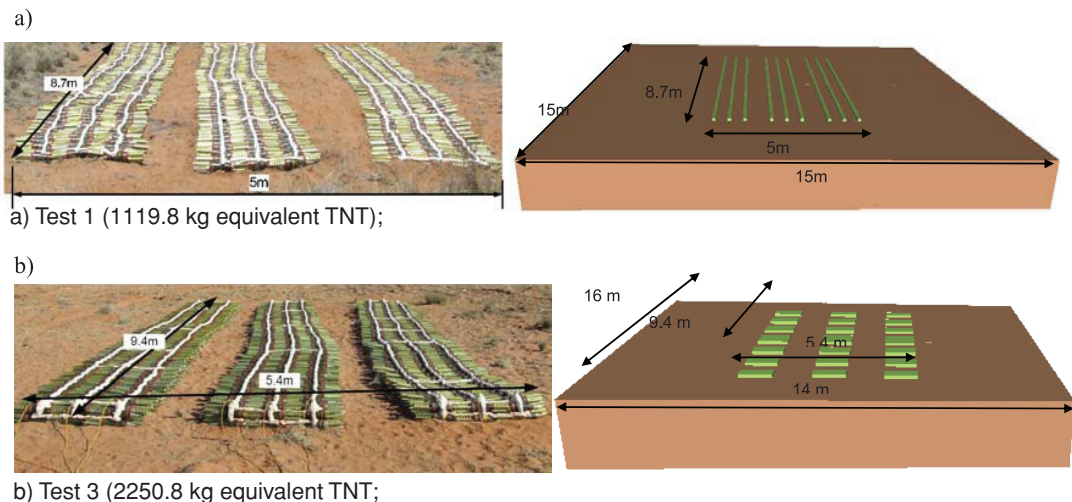 a)
8.7m
5m
15m
8.7m
5m
15m
a) Test 1 (1119.8 kg equivalent TNT);
b)
9.4m
5.4m
16 m
9.4 m
5.4 m
14 m
b) Test 3 (2250.8 kg equivalent TNT;